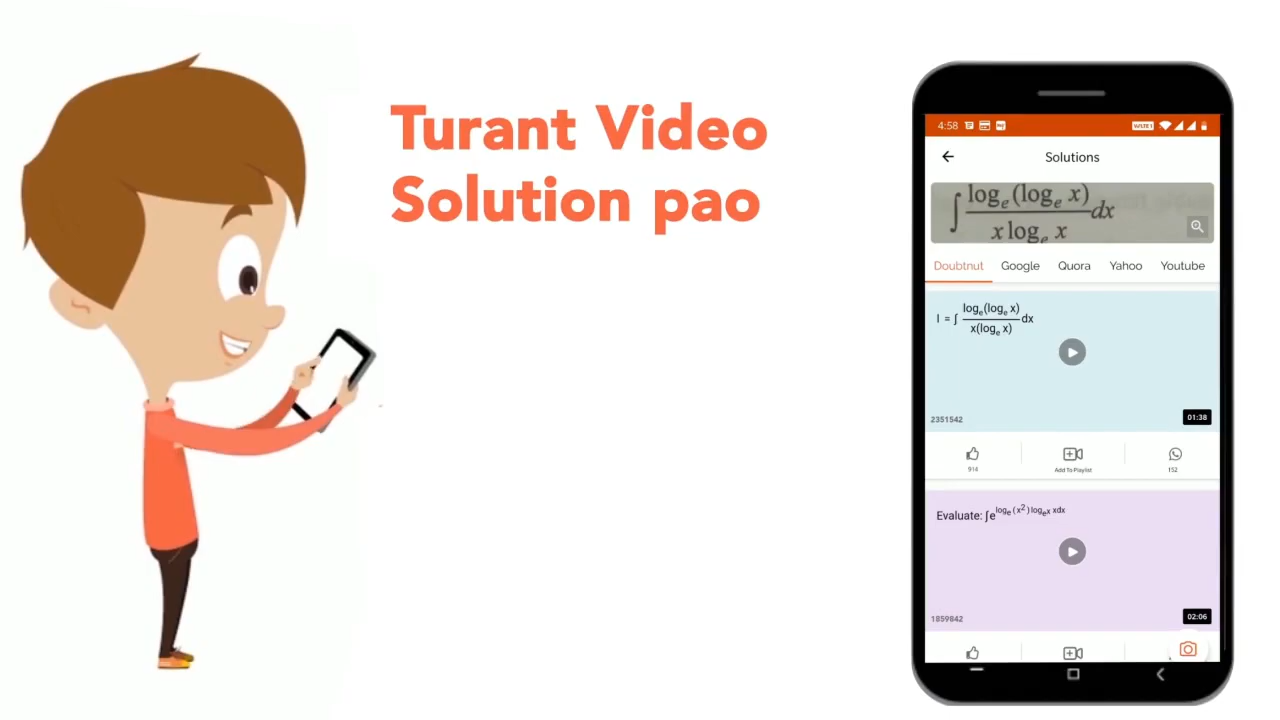 Turant Video
Solution pao
4:58
VoLTE1
Solutions
∫ logₑ(logₑ x) / x logₑ x dx
Doubtnut Google Quora Yahoo Youtube
I = ∫ logₑ(logₑ x) / x(logₑ x) dx
2351542 01:38
914 Add To Playlist 152
Evaluate: ∫e^logₑ(x²)logₑx xdx
1859842 02:06